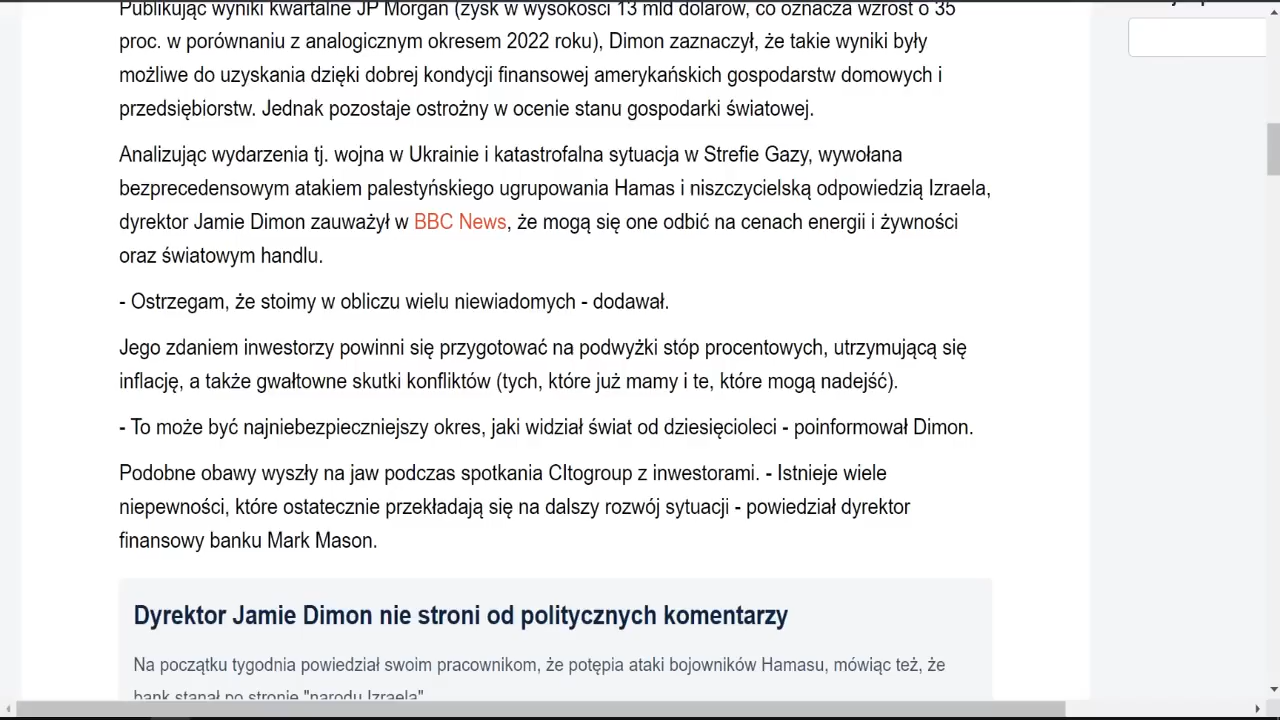 Publikując wyniki kwartalne JP Morgan (zysk w wysokości 13 mld dolarów, co oznacza wzrost o 35
proc. w porównaniu z analogicznym okresem 2022 roku), Dimon zaznaczył, że takie wyniki były
możliwe do uzyskania dzięki dobrej kondycji finansowej amerykańskich gospodarstw domowych i
przedsiębiorstw. Jednak pozostaje ostrożny w ocenie stanu gospodarki światowej.
Analizując wydarzenia tj. wojna w Ukrainie i katastrofalna sytuacja w Strefie Gazy, wywołana
bezprecedensowym atakiem palestyńskiego ugrupowania Hamas i niszczycielską odpowiedzią Izraela,
dyrektor Jamie Dimon zauważył w BBC News, że mogą się one odbić na cenach energii i żywności
oraz światowym handlu.
- Ostrzegam, że stoimy w obliczu wielu niewiadomych - dodawał.
Jego zdaniem inwestorzy powinni się przygotować na podwyżki stóp procentowych, utrzymującą się
inflację, a także gwałtowne skutki konfliktów (tych, które już mamy i te, które mogą nadejść).
- To może być najniebezpieczniejszy okres, jaki widział świat od dziesięcioleci - poinformował Dimon.
Podobne obawy wyszły na jaw podczas spotkania CItogroup z inwestorami. - Istnieje wiele
niepewności, które ostatecznie przekładają się na dalszy rozwój sytuacji - powiedział dyrektor
finansowy banku Mark Mason.
Dyrektor Jamie Dimon nie stroni od politycznych komentarzy
Na początku tygodnia powiedział swoim pracownikom, że potępia ataki bojowników Hamasu, mówiąc też, że
bank stanął po stronie "narodu Izraela"